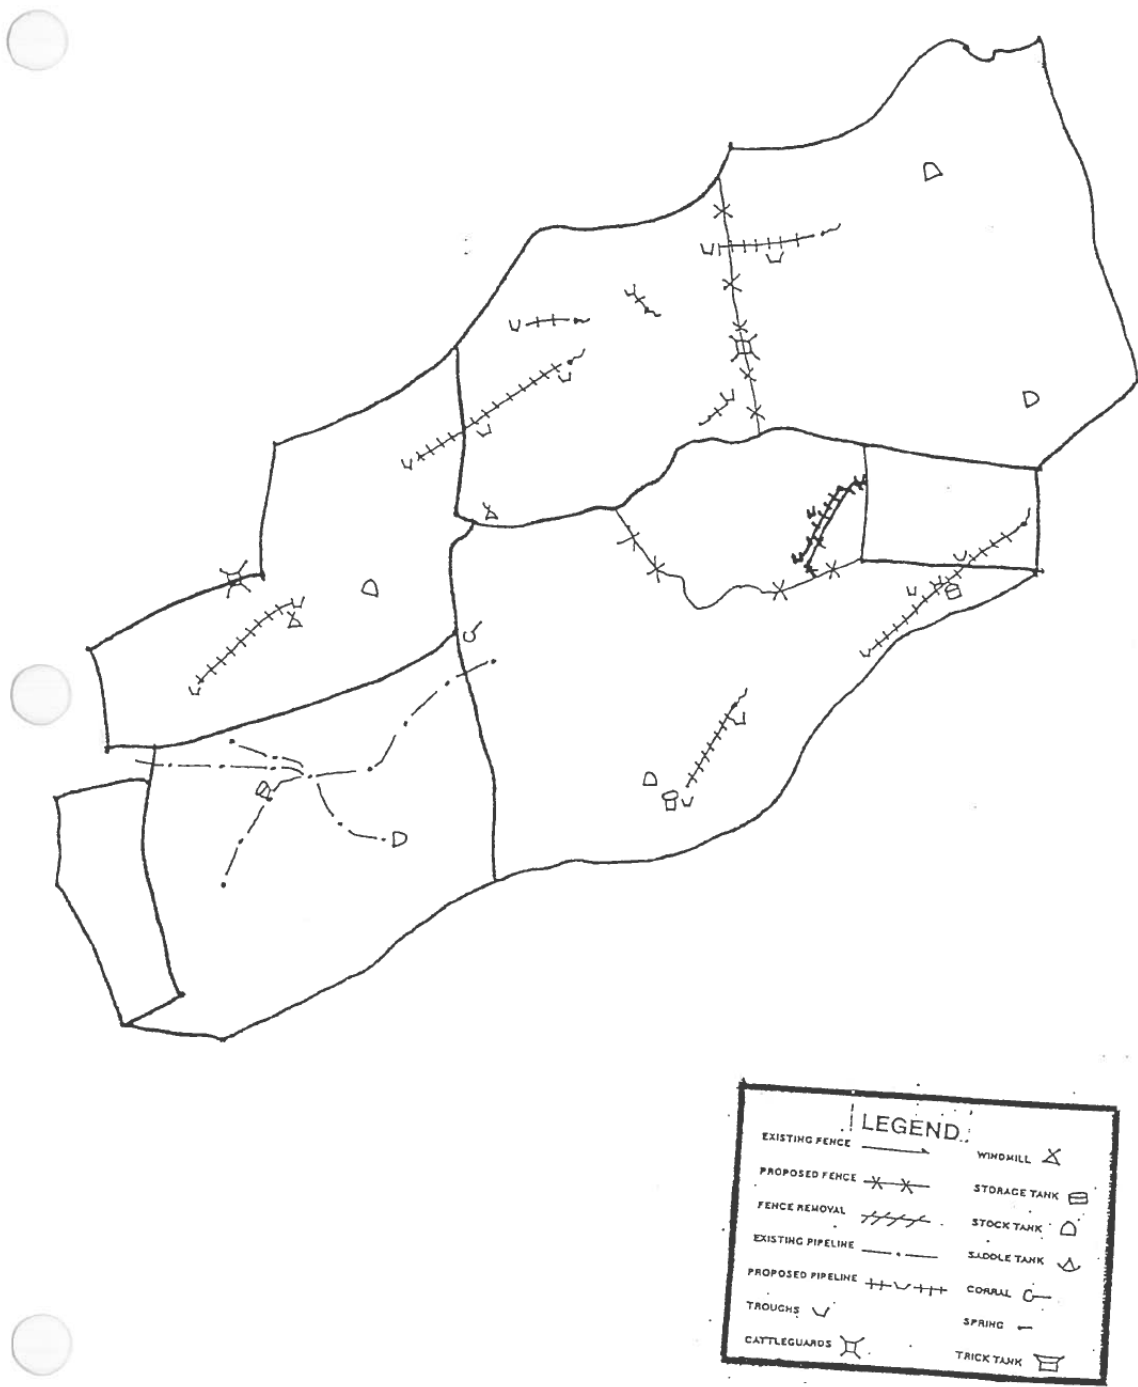 LEGEND
EXISTING FENCE
PROPOSED FENCE
FENCE REMOVAL
EXISTING PIPELINE
PROPOSED PIPELINE
TROUGHS
CATTLEGUARDS
WINDMILL
STORAGE TANK
STOCK TANK
SADDLE TANK
CORRAL
SPRING
TRICK TANK